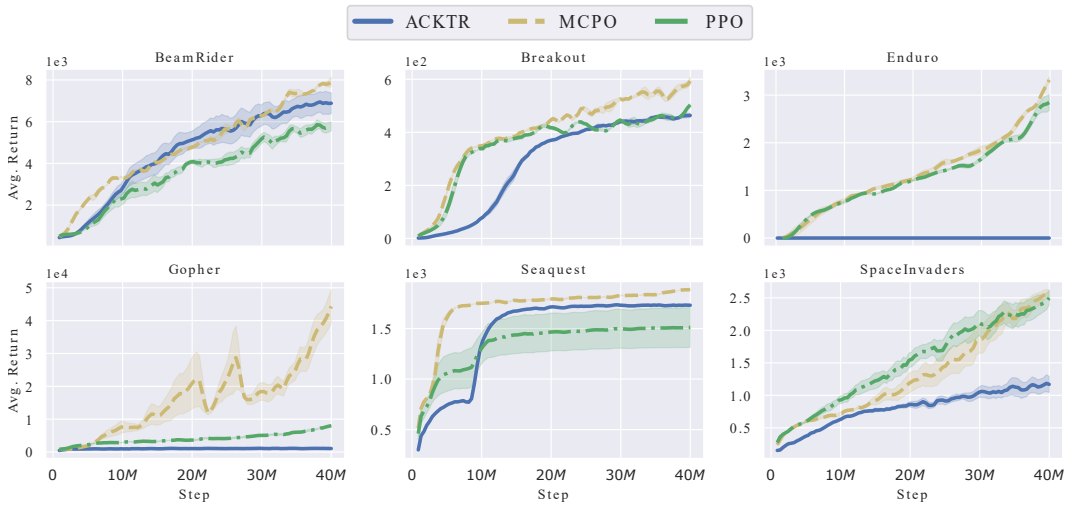 ACKTR MCPO PPO
BeamRider Breakout Enduro
1e3 1e2 1e3
Avg. Return
8
6
4
2
6
4
2
0
3
2
1
0
Gopher Seaquest SpaceInvaders
1e4 1e3 1e3
Avg. Return
5
4
3
2
1
0
1.5
1.0
0.5
2.5
2.0
1.5
1.0
0.5
0 10M 20M 30M 40M 0 10M 20M 30M 40M 0 10M 20M 30M 40M
Step Step Step